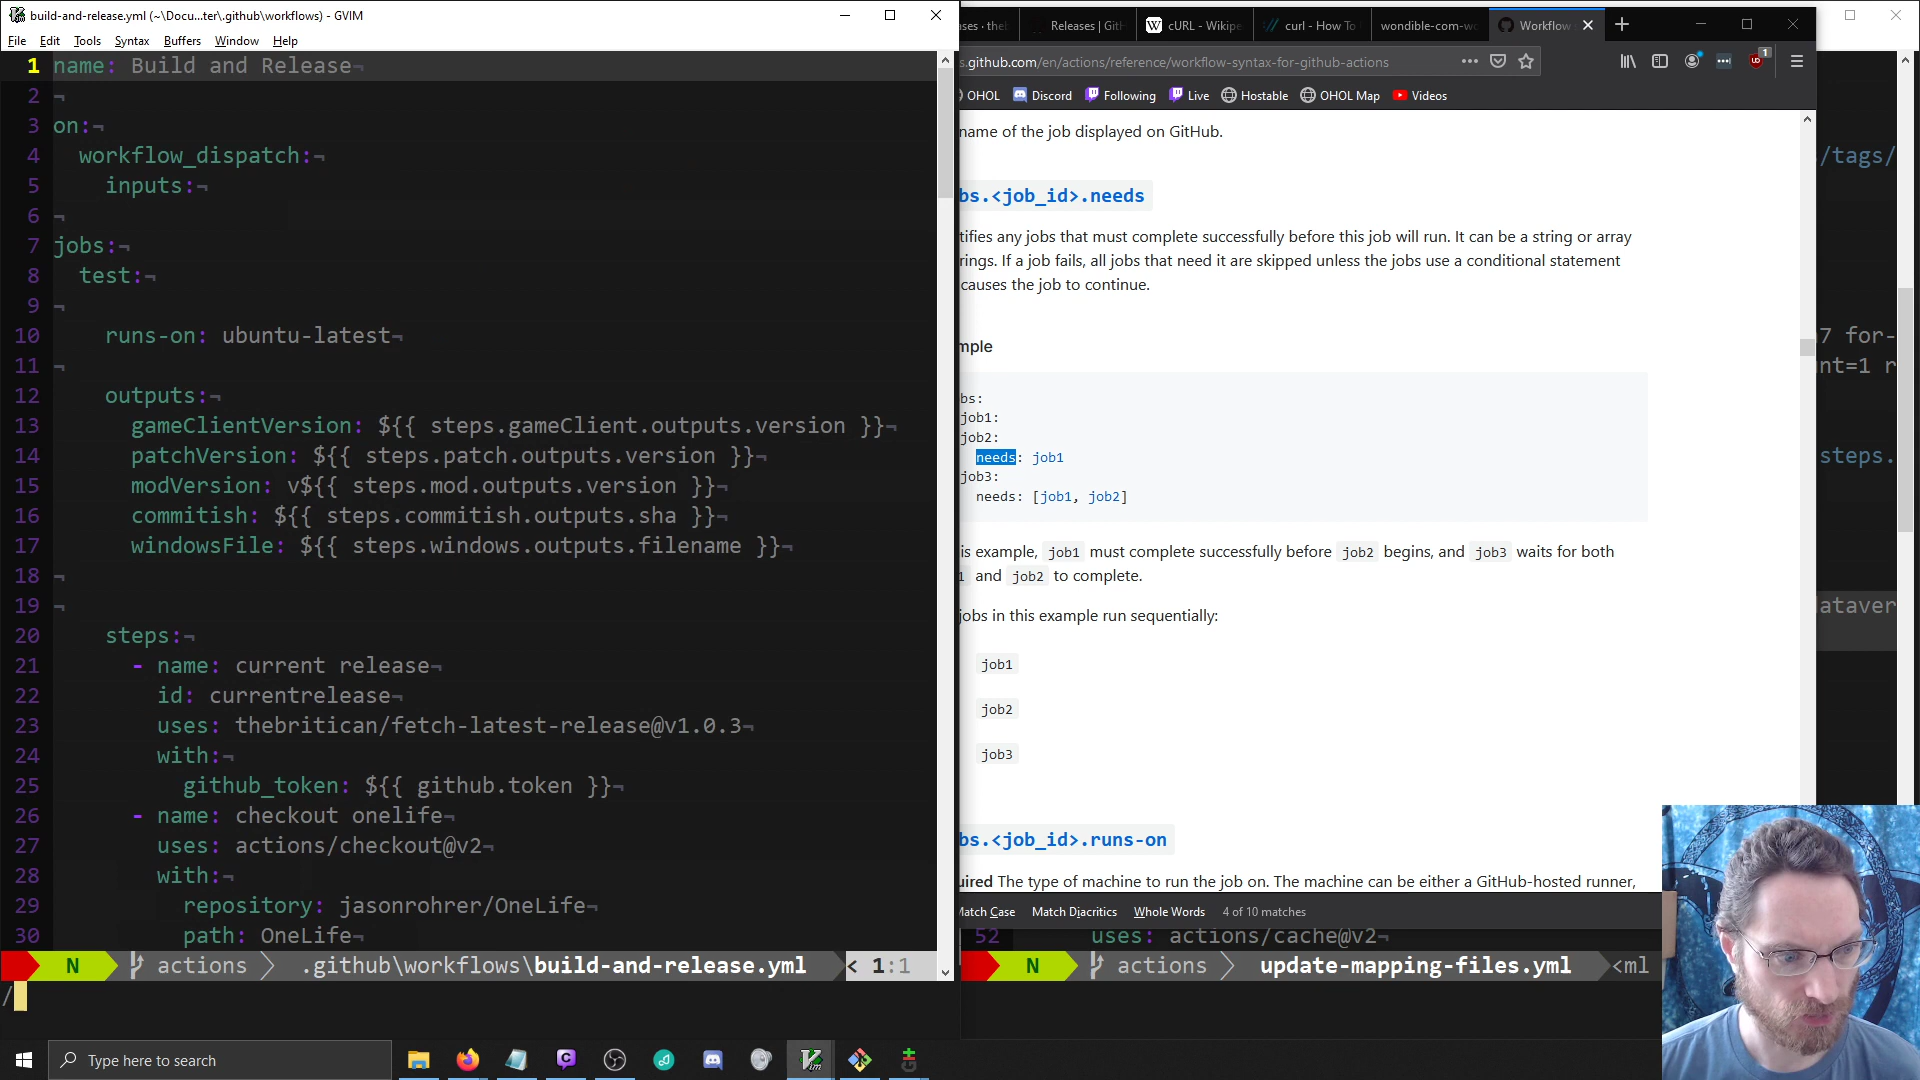 build-and-release.yml (~\Docu...ter\.github\workflows) - GVIM
File Edit Tools Syntax Buffers Window Help
1 name: Build and Release¬
2 ¬
3 on:¬
4 workflow_dispatch:¬
5 inputs:¬
6 ¬
7 jobs:¬
8 test:¬
9 ¬
10 runs-on: ubuntu-latest¬
11 ¬
12 outputs:¬
13 gameClientVersion: ${{ steps.gameClient.outputs.version }}¬
14 patchVersion: ${{ steps.patch.outputs.version }}¬
15 modVersion: v${{ steps.mod.outputs.version }}¬
16 commitish: ${{ steps.commitish.outputs.sha }}¬
17 windowsFile: ${{ steps.windows.outputs.filename }}¬
18 ¬
19 ¬
20 steps:¬
21 - name: current release¬
22 id: currentrelease¬
23 uses: thebritican/fetch-latest-release@v1.0.3¬
24 with:¬
25 github_token: ${{ github.token }}¬
26 - name: checkout onelife¬
27 uses: actions/checkout@v2¬
28 with:¬
29 repository: jasonrohrer/OneLife¬
30 path: OneLife¬
N actions .github\workflows\build-and-release.yml < 1:1
/
ses · the
Releases | GitH
W cURL - Wikipe
curl - How To
wondible-com-wo
Workflow
s.github.com/en/actions/reference/workflow-syntax-for-github-actions
1
OHOL Discord Following Live Hostable OHOL Map Videos
name of the job displayed on GitHub.
bs.<job_id>.needs
tifies any jobs that must complete successfully before this job will run. It can be a string or array
rings. If a job fails, all jobs that need it are skipped unless the jobs use a conditional statement
causes the job to continue.
mple
bs:
job1:
job2:
needs: job1
job3:
needs: [job1, job2]
is example, job1 must complete successfully before job2 begins, and job3 waits for both
1 and job2 to complete.
jobs in this example run sequentially:
job1
job2
job3
bs.<job_id>.runs-on
uired The type of machine to run the job on. The machine can be either a GitHub-hosted runner,
Match Case Match Diacritics Whole Words 4 of 10 matches
/tags/
7 for-
nt=1 r
steps.
dataver
52 uses: actions/cache@v2¬
N actions update-mapping-files.yml <ml
Type here to search